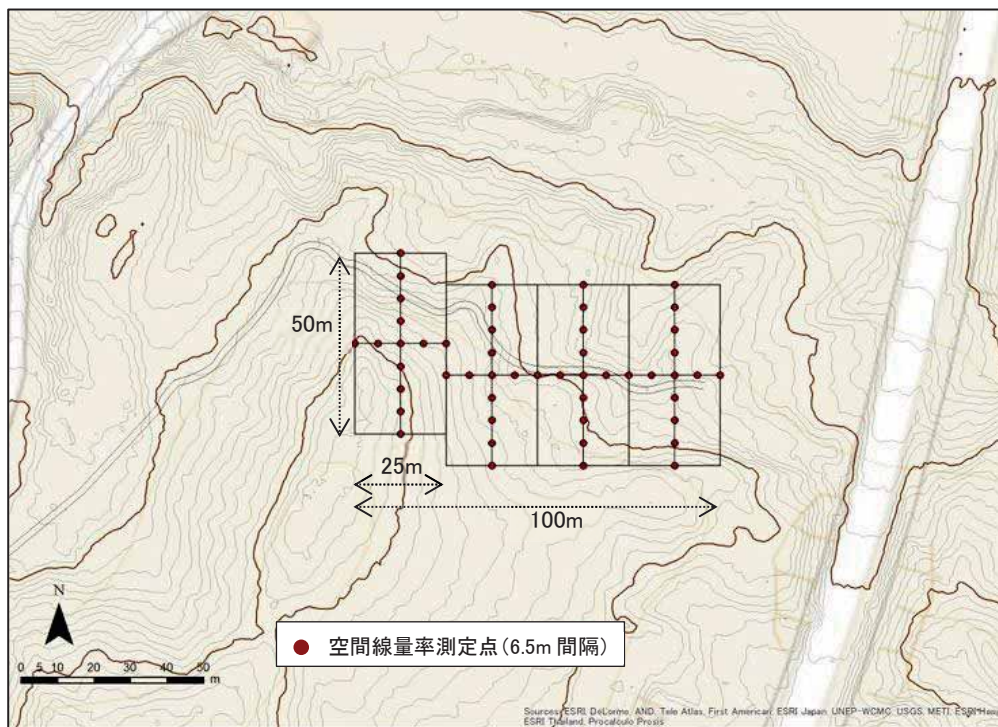 50m
25m
100m
N
空間線量率測定点(6.5m 間隔)
0 5 10 20 30 40 50
m
Sources: ESRI, DeLorme, AND, Tele Atlas, First American, ESRI Japan, UNEP-WCMC, USGS, METI, ESRI
ESRI Thailand, Procalculo Prosis